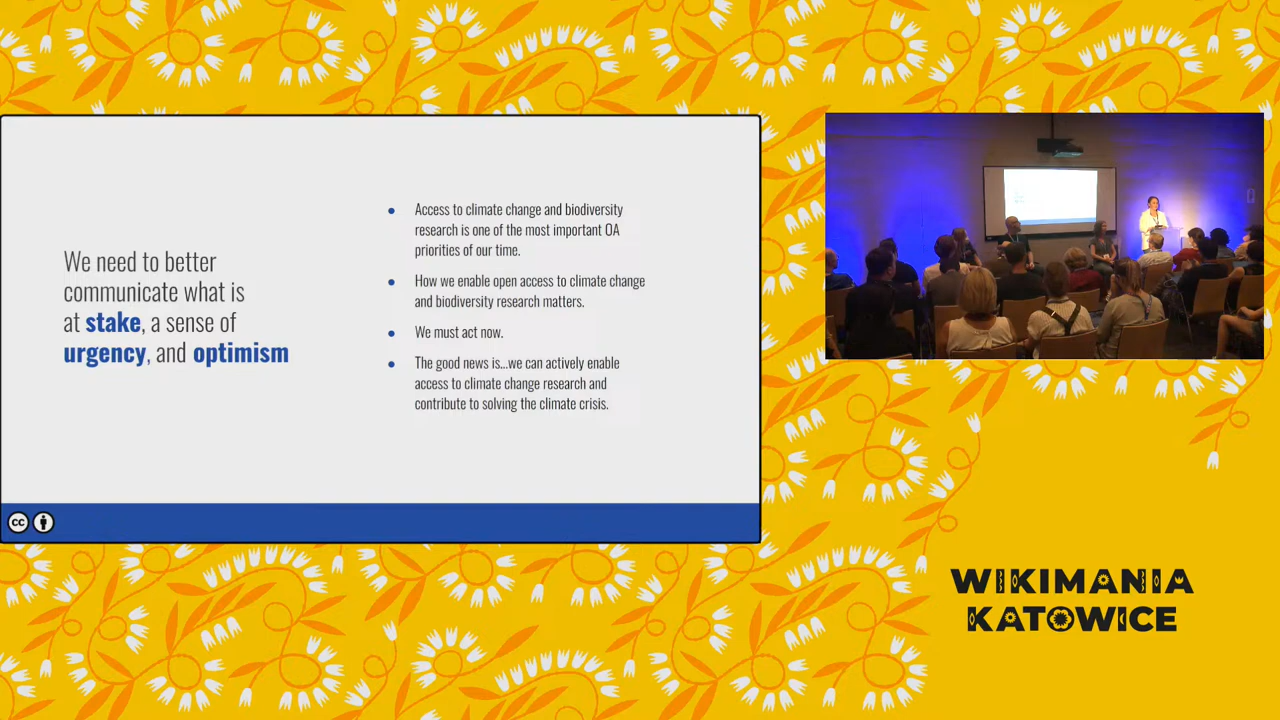 We need to better
communicate what is
at stake, a sense of
urgency, and optimism
• Access to climate change and biodiversity
research is one of the most important OA
priorities of our time.
• How we enable open access to climate change
and biodiversity research matters.
• We must act now.
• The good news is...we can actively enable
access to climate change research and
contribute to solving the climate crisis.
cc
WIKIMANIA
KATOWICE